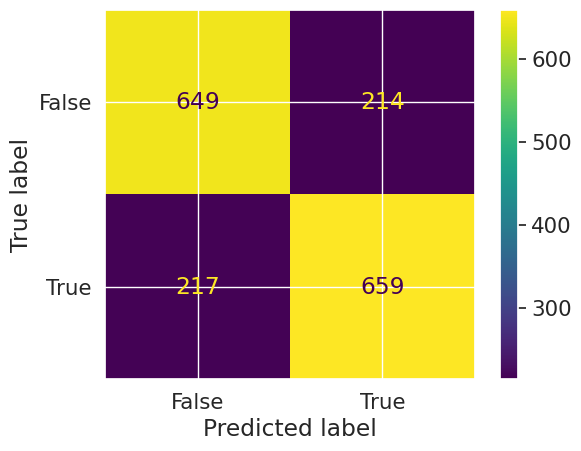 True label
False
True
649
214
217
659
False
True
Predicted label
600
500
400
300